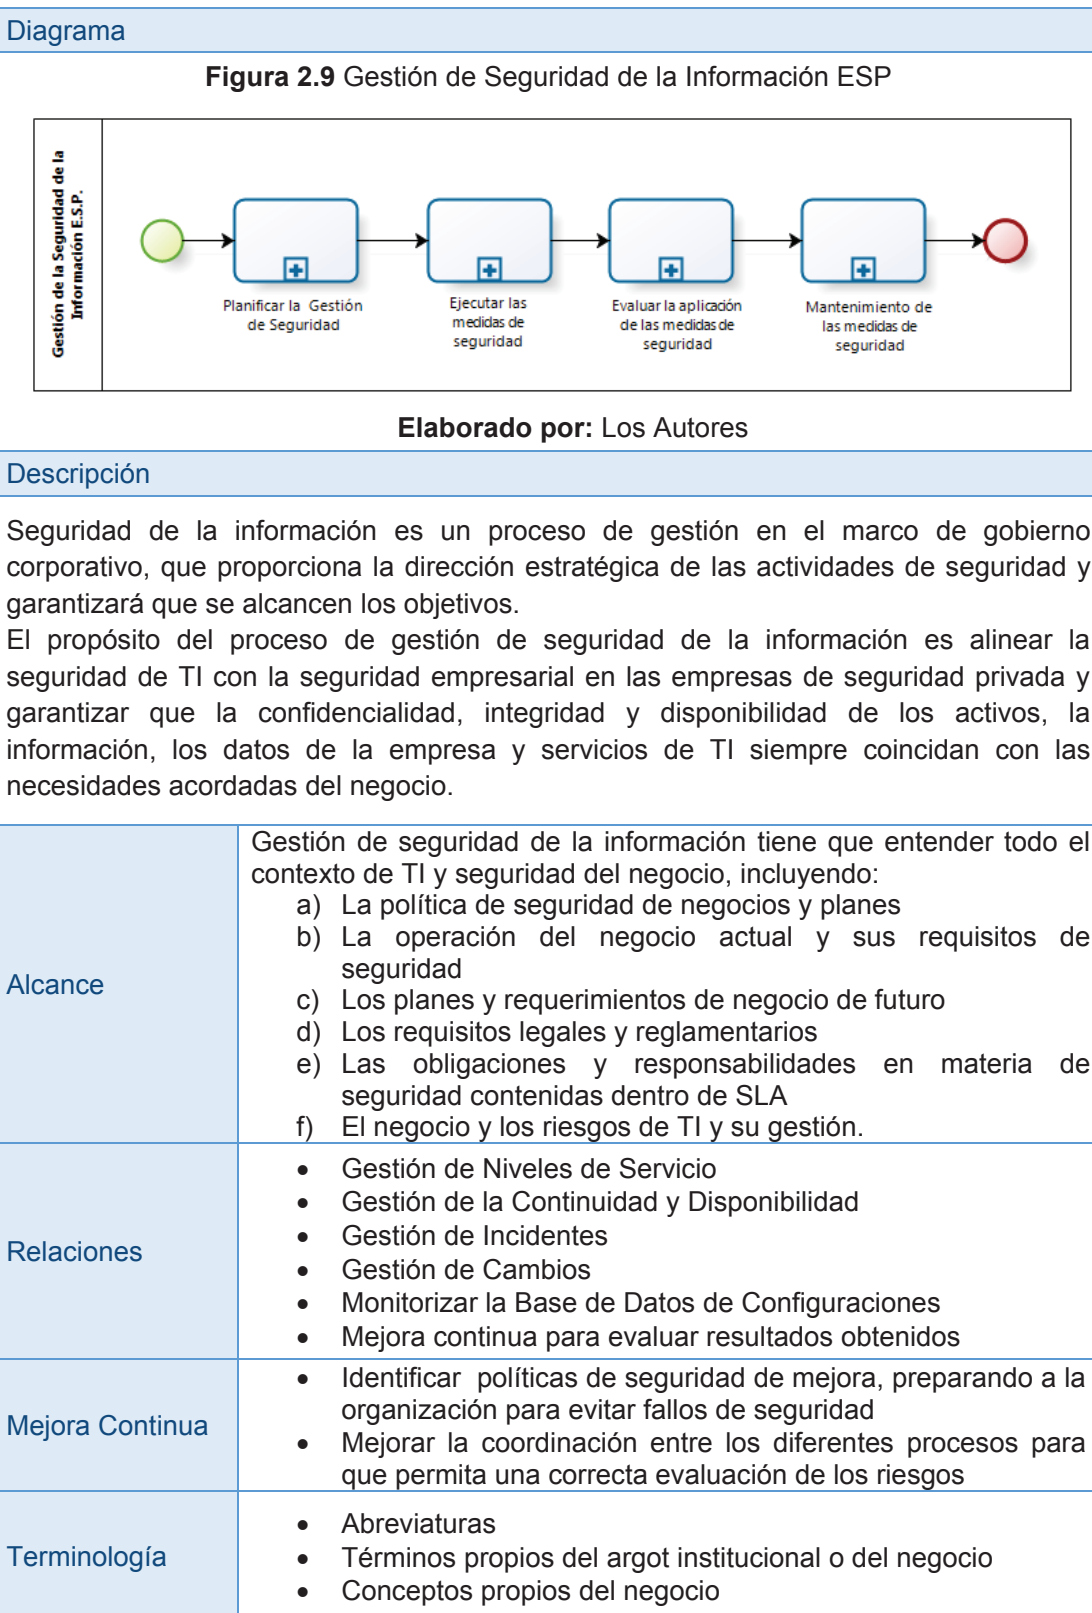 Diagrama
Figura 2.9 Gestión de Seguridad de la Información ESP
Gestión de la Seguridad de la
Información E.S.P.
Planificar la Gestión
de Seguridad
Ejecutar las
medidas de
seguridad
Evaluar la aplicación
de las medidas de
seguridad
Mantenimiento de
las medidas de
seguridad
Elaborado por: Los Autores
Descripción
Seguridad de la información es un proceso de gestión en el marco de gobierno
corporativo, que proporciona la dirección estratégica de las actividades de seguridad y
garantizará que se alcancen los objetivos.
El propósito del proceso de gestión de seguridad de la información es alinear la
seguridad de TI con la seguridad empresarial en las empresas de seguridad privada y
garantizar que la confidencialidad, integridad y disponibilidad de los activos, la
información, los datos de la empresa y servicios de TI siempre coincidan con las
necesidades acordadas del negocio.
Alcance
Gestión de seguridad de la información tiene que entender todo el
contexto de TI y seguridad del negocio, incluyendo:
a) La política de seguridad de negocios y planes
b) La operación del negocio actual y sus requisitos de
seguridad
c) Los planes y requerimientos de negocio de futuro
d) Los requisitos legales y reglamentarios
e) Las obligaciones y responsabilidades en materia de
seguridad contenidas dentro de SLA
f) El negocio y los riesgos de TI y su gestión.
Relaciones
• Gestión de Niveles de Servicio
• Gestión de la Continuidad y Disponibilidad
• Gestión de Incidentes
• Gestión de Cambios
• Monitorizar la Base de Datos de Configuraciones
• Mejora continua para evaluar resultados obtenidos
Mejora Continua
• Identificar políticas de seguridad de mejora, preparando a la
organización para evitar fallos de seguridad
• Mejorar la coordinación entre los diferentes procesos para
que permita una correcta evaluación de los riesgos
Terminología
• Abreviaturas
• Términos propios del argot institucional o del negocio
• Conceptos propios del negocio